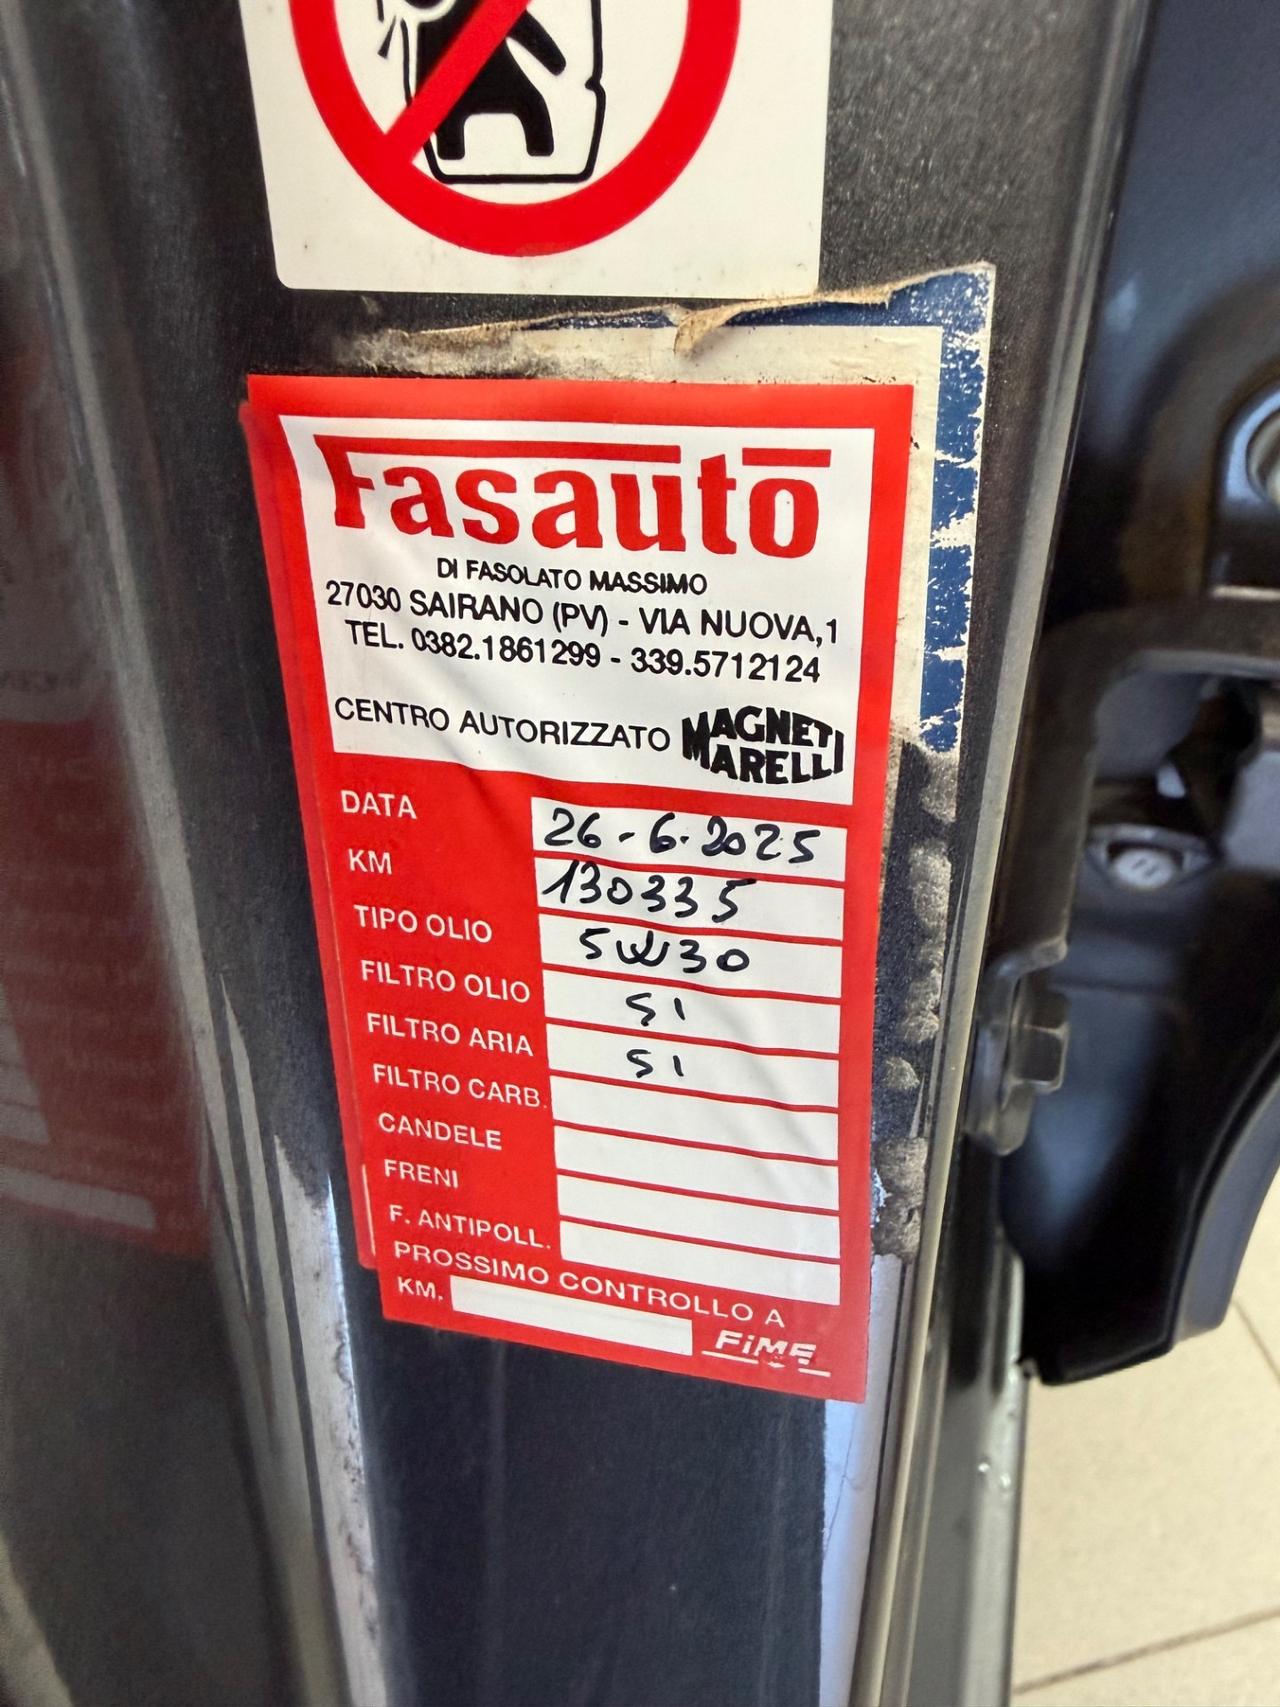 Fasauto
DI FASOLATO MASSIMO
27030 SAIRANO (PV) - VIA NUOVA,1
TEL. 0382.1861299 - 339.5712124
CENTRO AUTORIZZATO MAGNETI MARELLI
DATA 26-6-2025
KM 130335
TIPO OLIO 5W30
FILTRO OLIO SI
FILTRO ARIA SI
FILTRO CARB.
CANDELE
FRENI
F. ANTIPOLL.
PROSSIMO CONTROLLO A
KM.
FiME